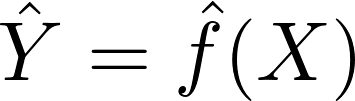 Ŷ = f̂(X)